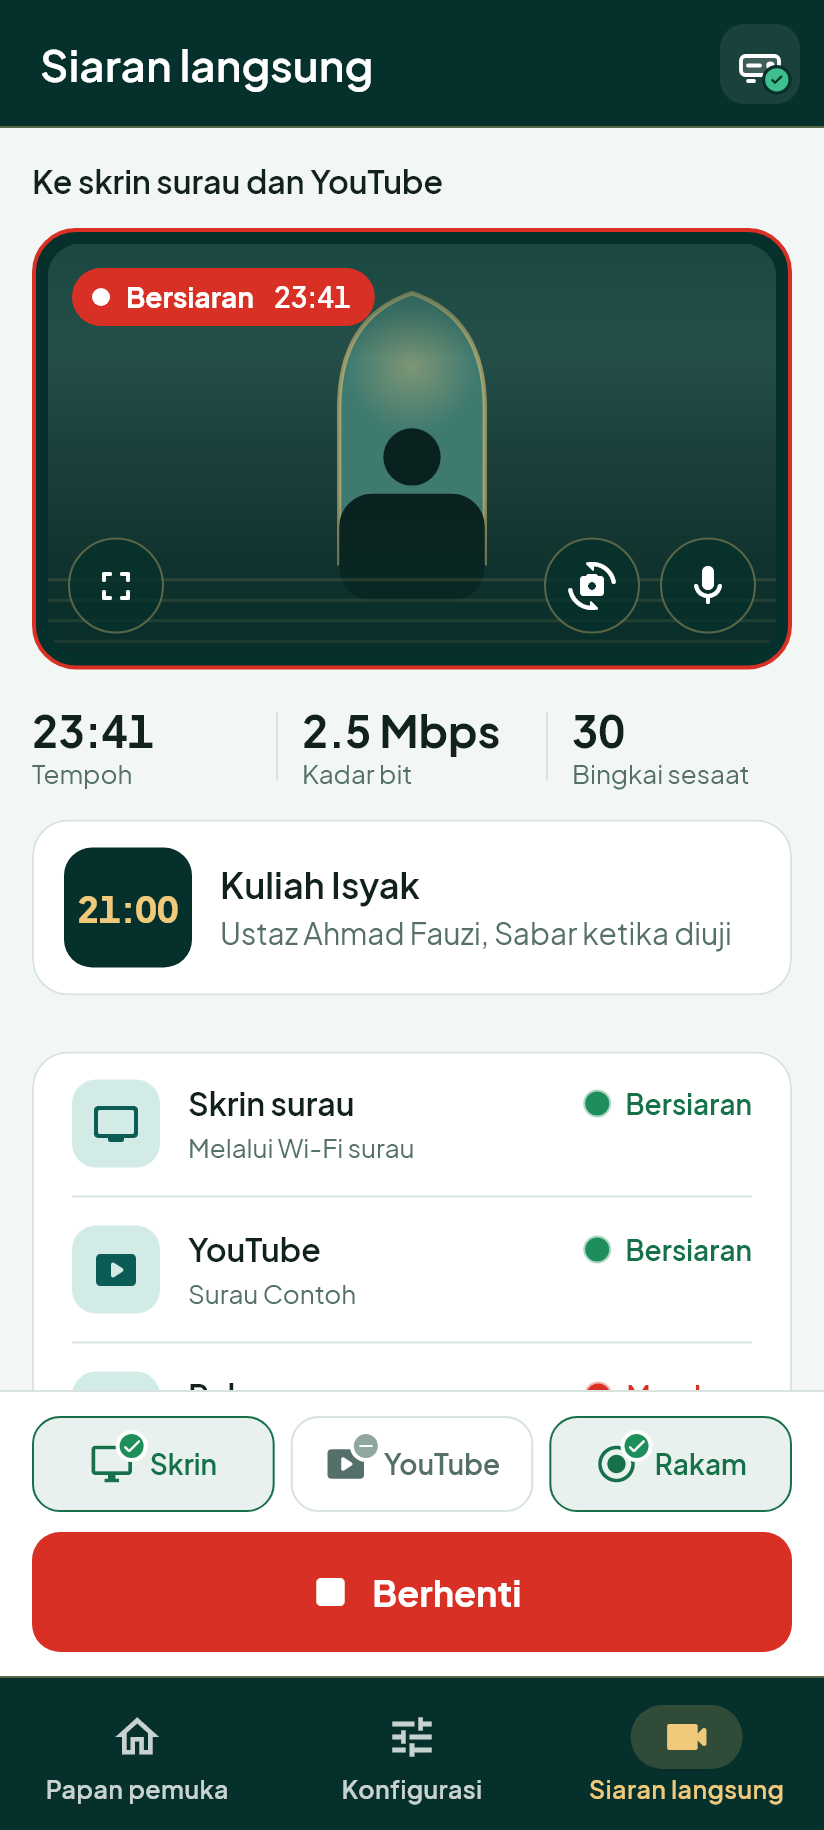 Siaran langsung
Ke skrin surau dan YouTube
Bersiaran 23:41
23:41
Tempoh
2.5 Mbps
Kadar bit
30
Bingkai sesaat
21:00
Kuliah Isyak
Ustaz Ahmad Fauzi, Sabar ketika diuji
Skrin surau
Melalui Wi-Fi surau
Bersiaran
YouTube
Surau Contoh
Bersiaran
Skrin
YouTube
Rakam
Berhenti
Papan pemuka
Konfigurasi
Siaran langsung